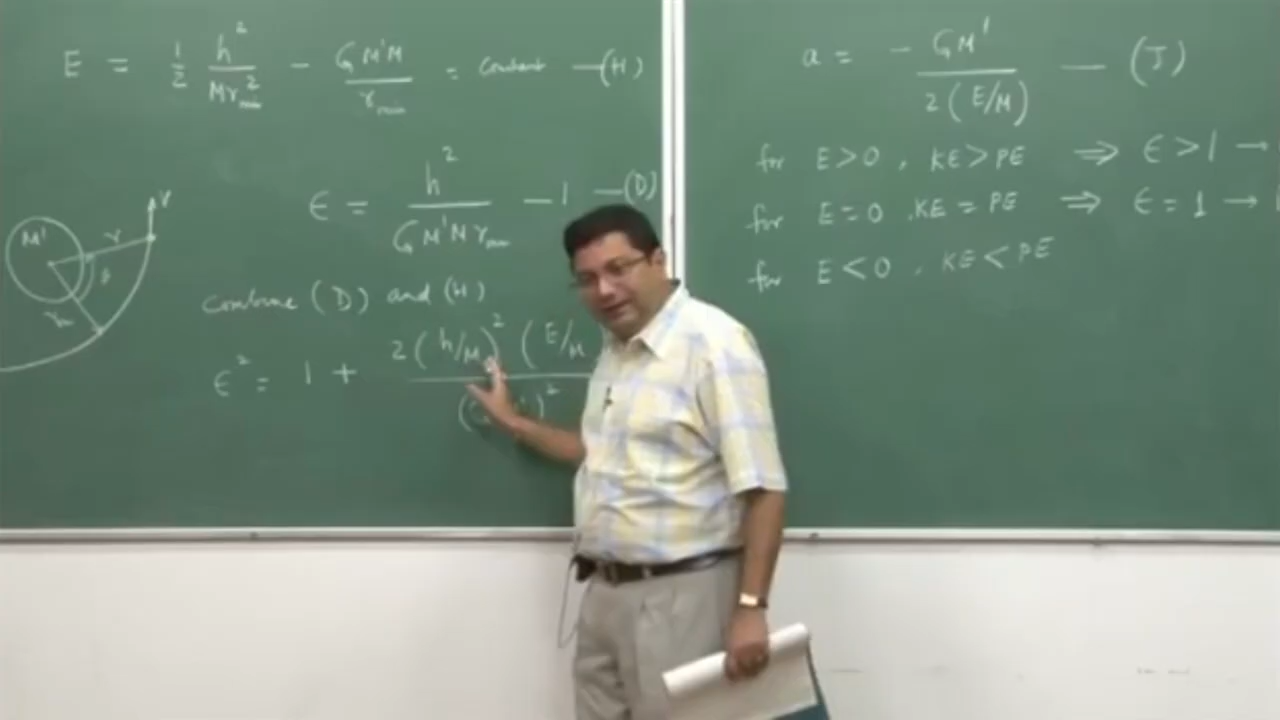 E = 1/2 h²/Mr²min - GM'M/rmin = constant —(H)
ϵ = h²/GM'Mrmin - 1 —(D)
M'
r
v
θ
combine (D) and (H)
ϵ² = 1 + 2(h/M)² (E/M
a = - GM'/2(E/M) — (J)
for E>0, KE>PE ⇒ ϵ>1 →
for E=0, KE=PE ⇒ ϵ=1 →
for E<0, KE<PE